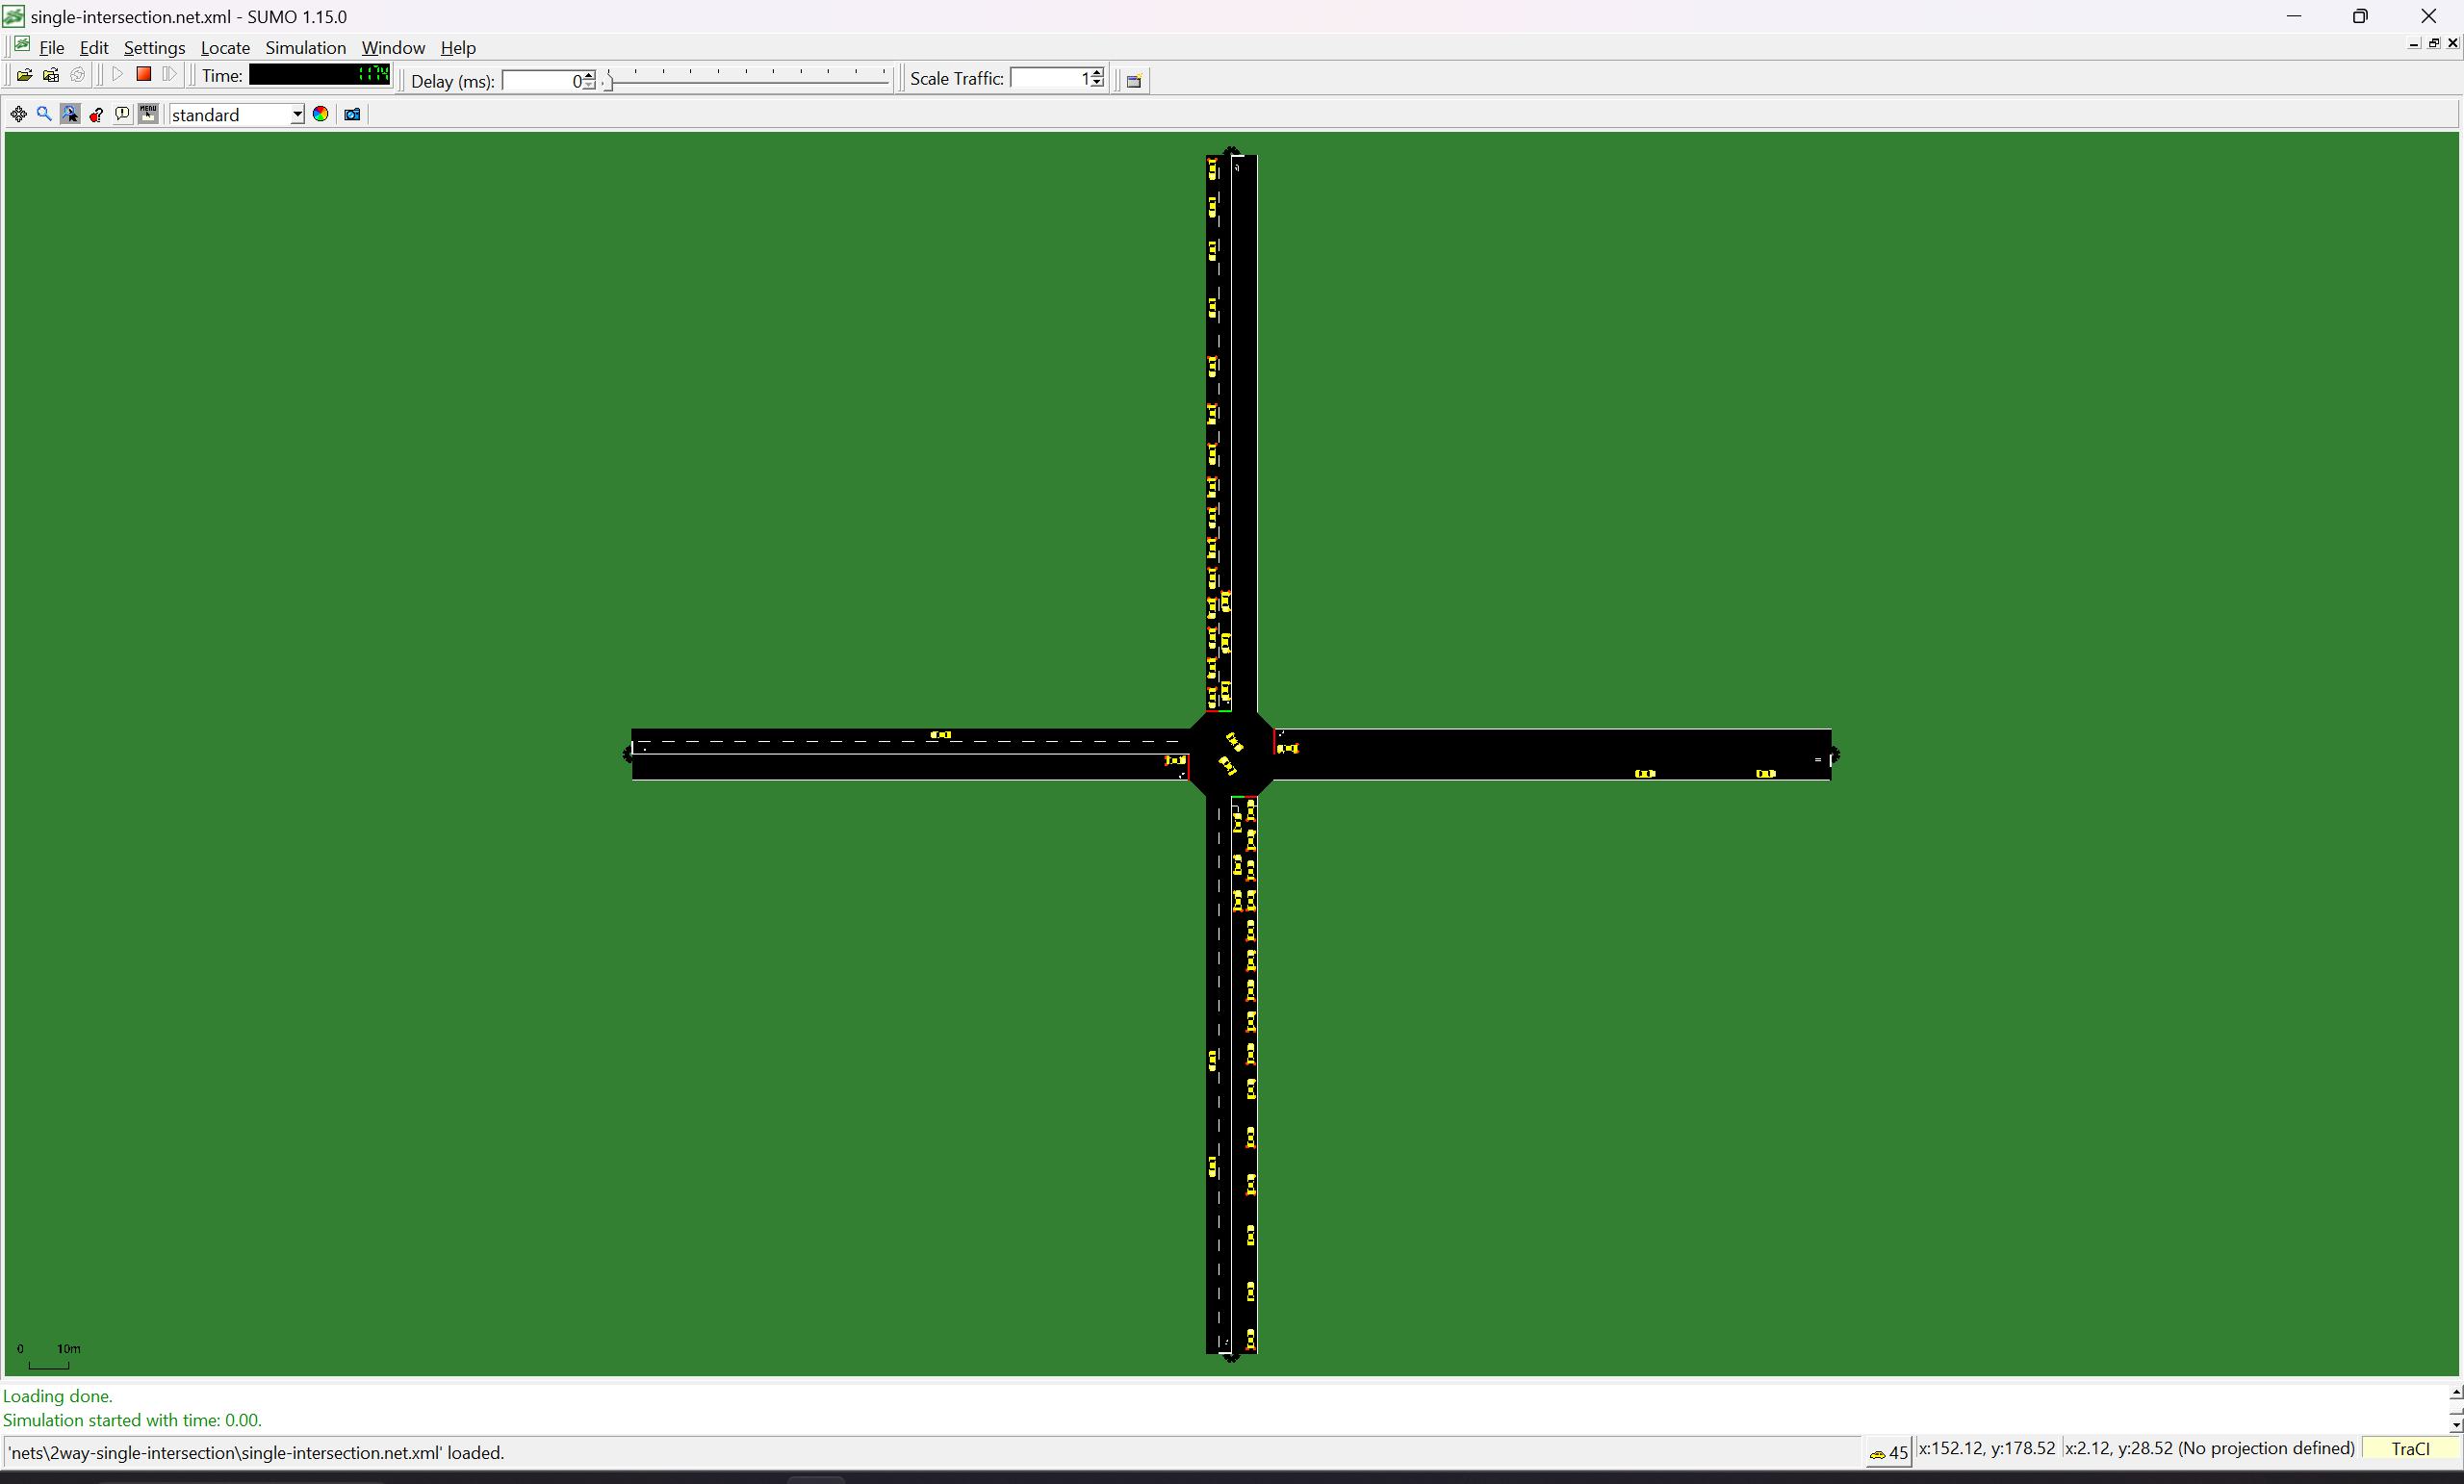 single-intersection.net.xml - SUMO 1.15.0
File Edit Settings Locate Simulation Window Help
Time: 1174 Delay (ms): 0 Scale Traffic: 1
MENU standard
0 10m
Loading done.
Simulation started with time: 0.00.
'nets\2way-single-intersection\single-intersection.net.xml' loaded. 45 x:152.12, y:178.52 x:2.12, y:28.52 (No projection defined) TraCI